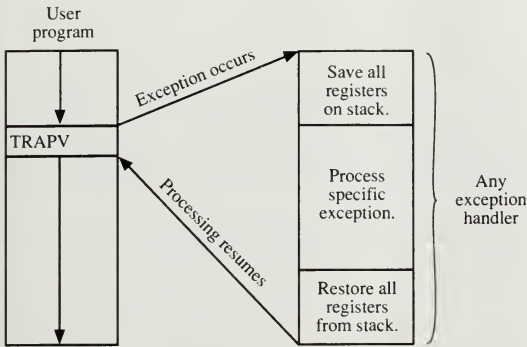 User
program
Exception occurs
TRAPV
Processing resumes
Save all
registers
on stack.
Process
specific
exception.
Restore all
registers
from stack.
Any
exception
handler